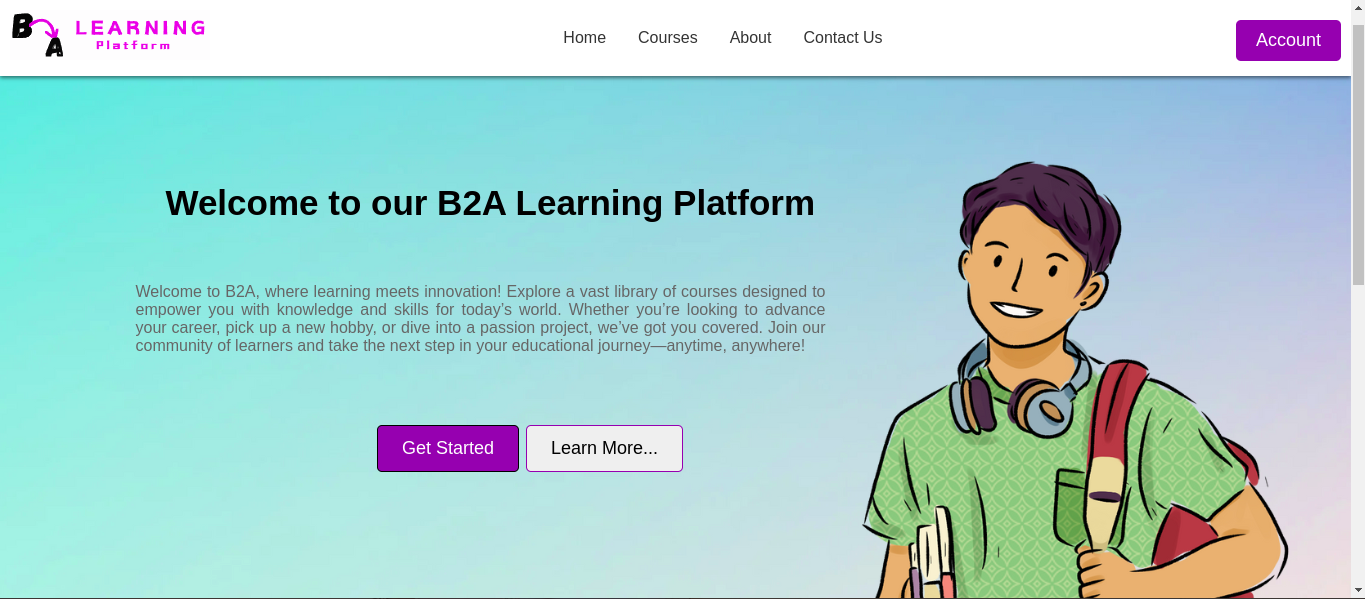 B A LEARNING
Platform
Home Courses About Contact Us
Account
Welcome to our B2A Learning Platform
Welcome to B2A, where learning meets innovation! Explore a vast library of courses designed to
empower you with knowledge and skills for today’s world. Whether you’re looking to advance
your career, pick up a new hobby, or dive into a passion project, we’ve got you covered. Join our
community of learners and take the next step in your educational journey—anytime, anywhere!
Get Started Learn More...